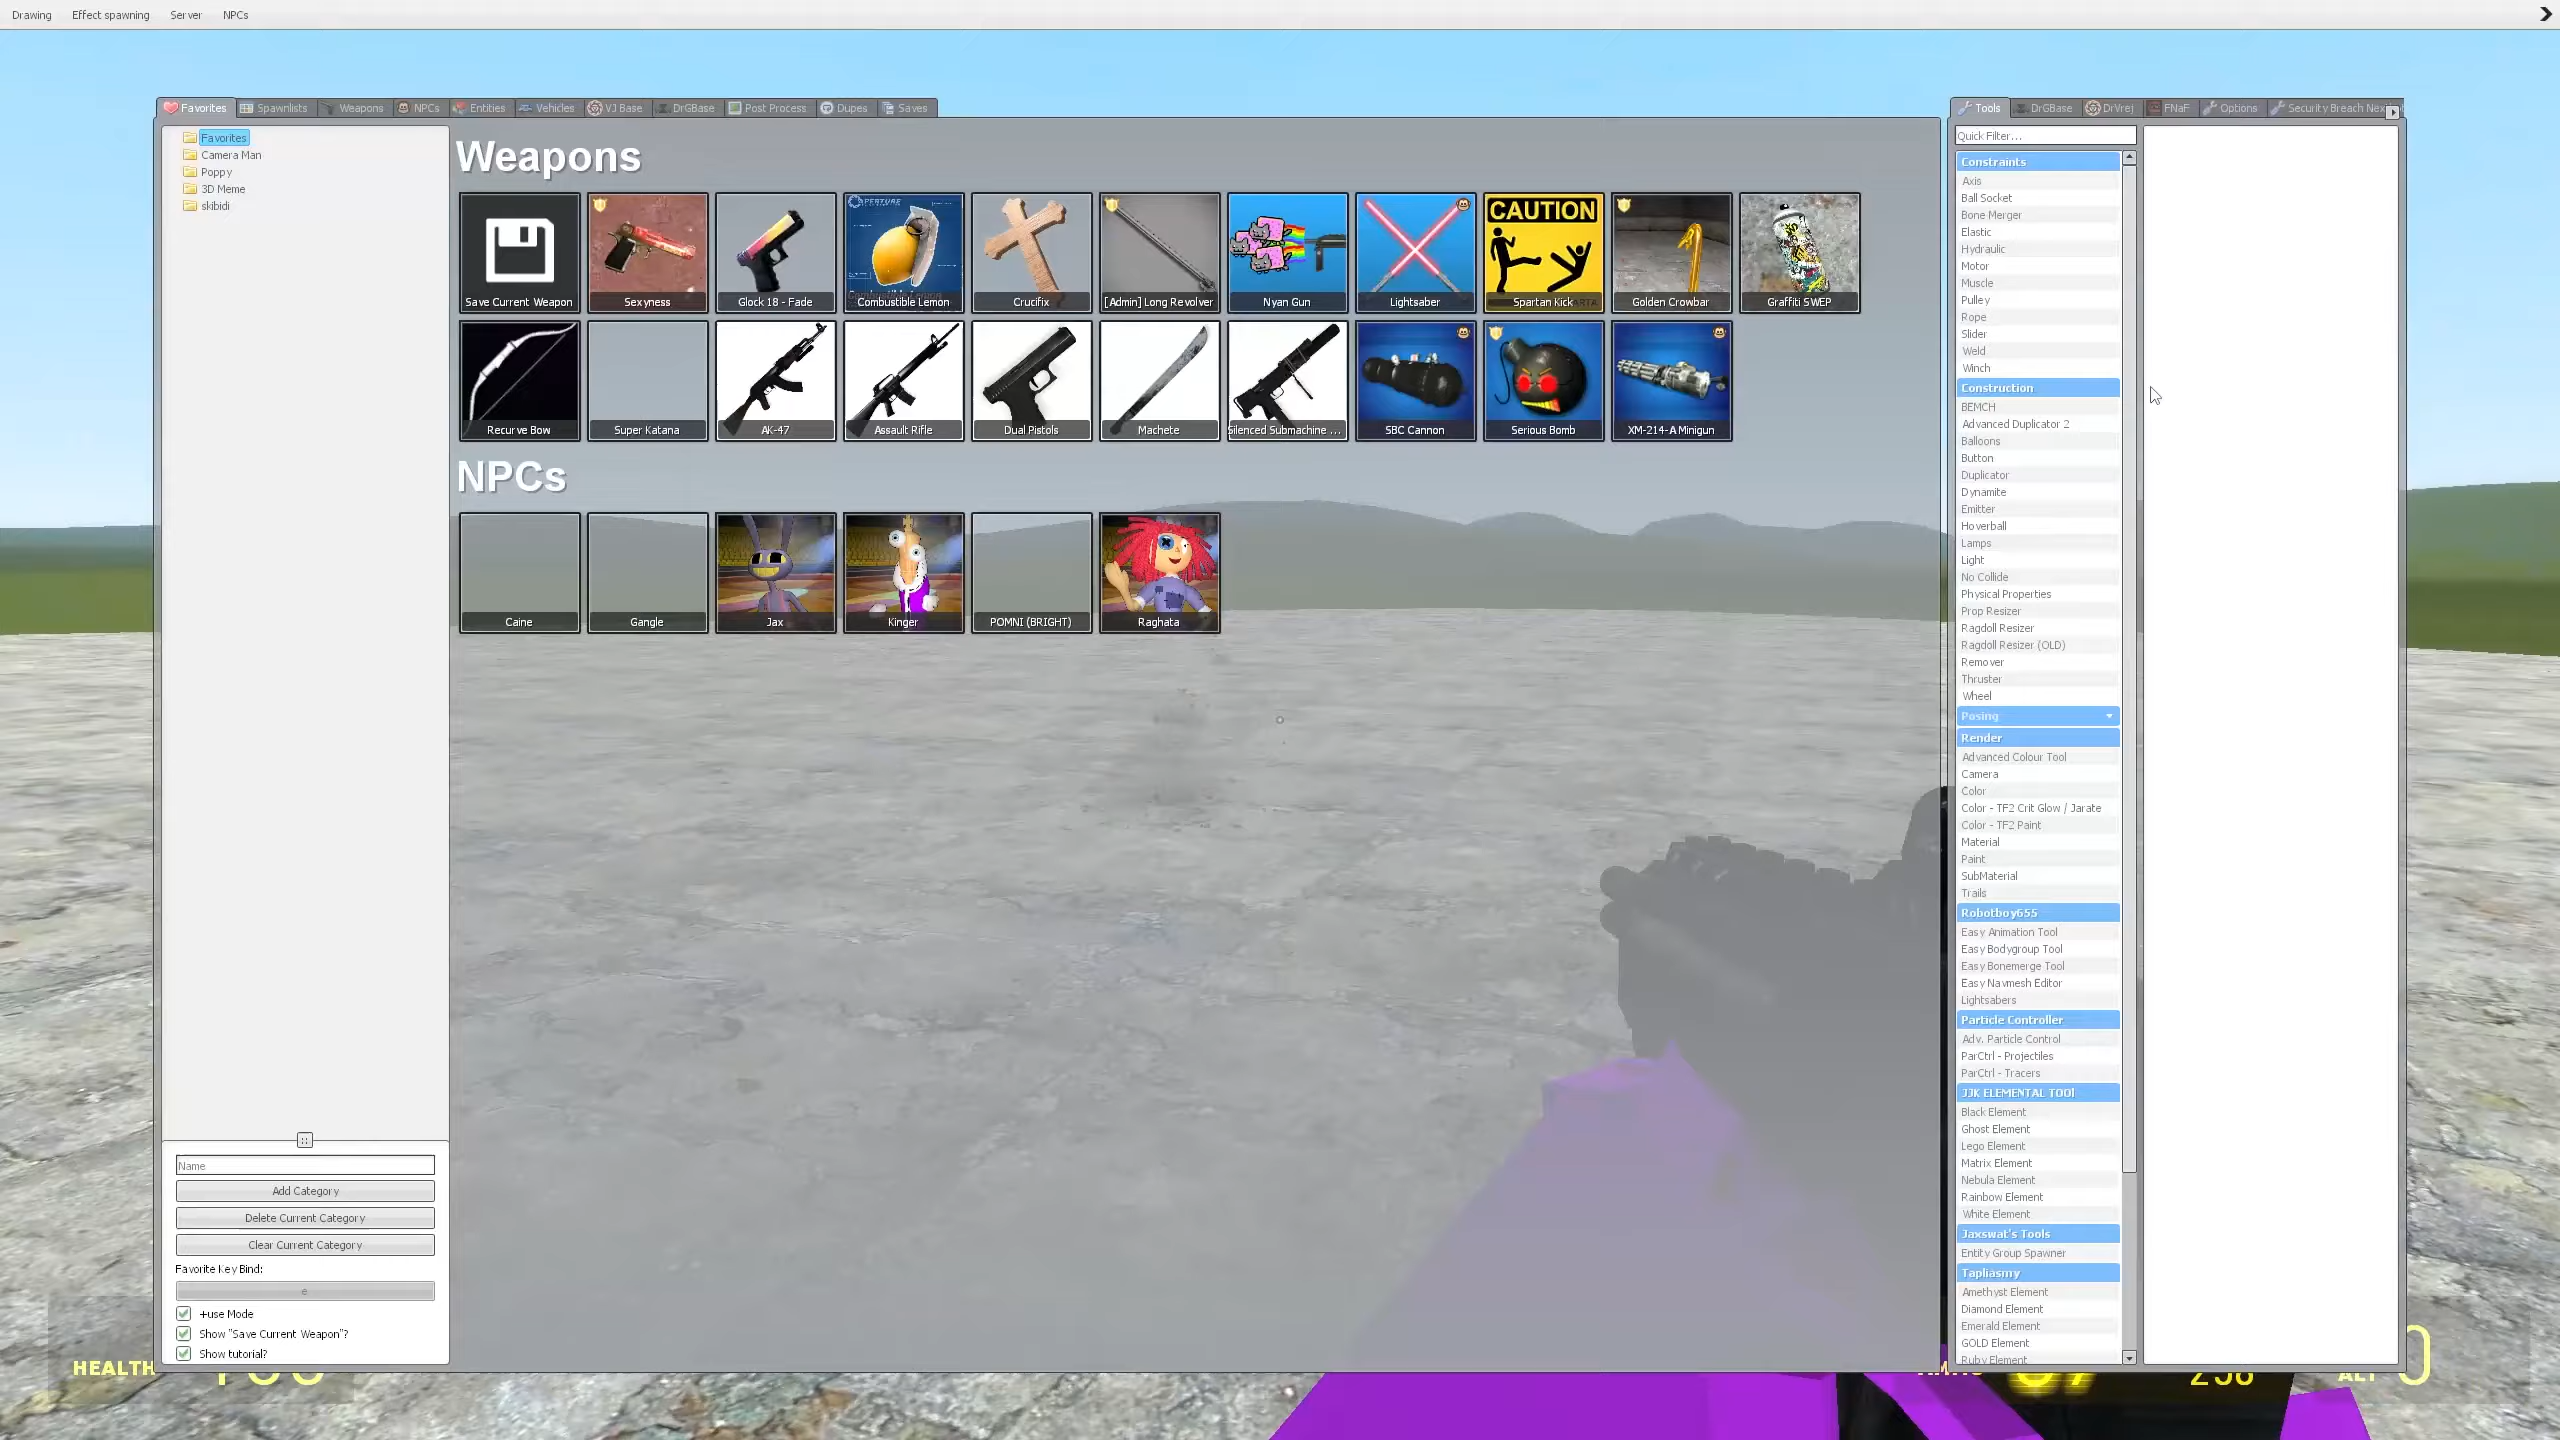 Drawing Effect spawning Server NPCs
Favorites Spawnlists Weapons NPCs Entities Vehicles VJ Base DrGBase Post Process Dupes Saves
Favorites
Camera Man
Poppy
3D Meme
skibidi
Weapons
CAUTION
Save Current Weapon Sexyness Glock 18 - Fade Combustible Lemon Crucifix [Admin] Long Revolver Nyan Gun Lightsaber Spartan Kick Golden Crowbar Graffiti SWEP
Recurve Bow Super Katana AK-47 Assault Rifle Dual Pistols Machete Silenced Submachine ... SBC Cannon Serious Bomb XM-214-A Minigun
NPCs
Caine Gangle Jax Kinger POMNI (BRIGHT) Raghata
Name
Add Category
Delete Current Category
Clear Current Category
Favorite Key Bind:
e
+use Mode
Show "Save Current Weapon"?
Show tutorial?
HEALTH
Tools DrGBase DrVrej FNaF Options Security Breach Nex
Quick Filter...
Constraints
Axis
Ball Socket
Bone Merger
Elastic
Hydraulic
Motor
Muscle
Pulley
Rope
Slider
Weld
Winch
Construction
BEMCH
Advanced Duplicator 2
Balloons
Button
Duplicator
Dynamite
Emitter
Hoverball
Lamps
Light
No Collide
Physical Properties
Prop Resizer
Ragdoll Resizer
Ragdoll Resizer (OLD)
Remover
Thruster
Wheel
Posing
Render
Advanced Colour Tool
Camera
Color
Color - TF2 Crit Glow / Jarate
Color - TF2 Paint
Material
Paint
SubMaterial
Trails
Robotboy655
Easy Animation Tool
Easy Bodygroup Tool
Easy Bonemerge Tool
Easy Navmesh Editor
Lightsabers
Particle Controller
Adv. Particle Control
ParCtrl - Projectiles
ParCtrl - Tracers
JJK ELEMENTAL TOOl
Black Element
Ghost Element
Lego Element
Matrix Element
Nebula Element
Rainbow Element
White Element
Jaxswat's Tools
Entity Group Spawner
Tapliasmy
Amethyst Element
Diamond Element
Emerald Element
GOLD Element
Ruby Element